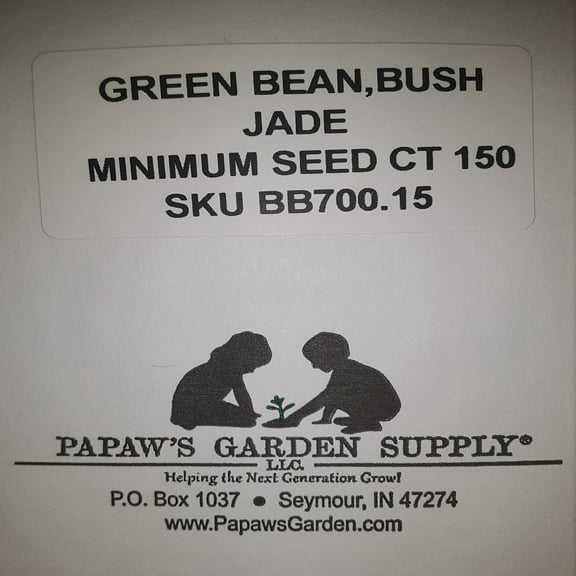 GREEN BEAN,BUSH
JADE
MINIMUM SEED CT 150
SKU BB700.15
PAPAW'S GARDEN SUPPLY®
LLC.
Helping the Next Generation Grow!
P.O. Box 1037 ● Seymour, IN 47274
www.PapawsGarden.com